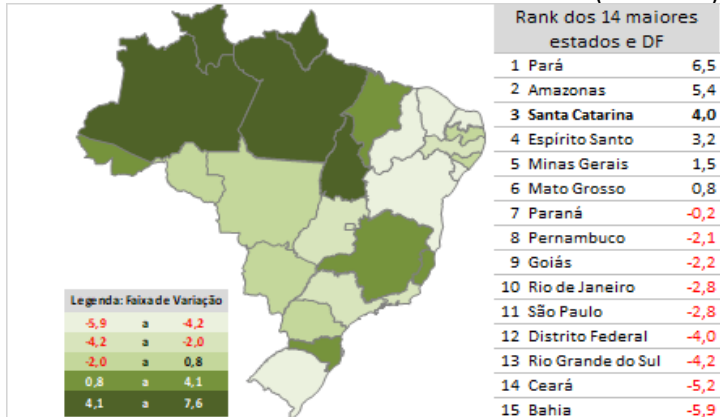 Rank dos 14 maiores
estados e DF
1 Pará 6,5
2 Amazonas 5,4
3 Santa Catarina 4,0
4 Espírito Santo 3,2
5 Minas Gerais 1,5
6 Mato Grosso 0,8
7 Paraná -0,2
8 Pernambuco -2,1
9 Goiás -2,2
10 Rio de Janeiro -2,8
11 São Paulo -2,8
12 Distrito Federal -4,0
13 Rio Grande do Sul -4,2
14 Ceará -5,2
15 Bahia -5,9
Legenda: Faixa de Variação
-5,9 a -4,2
-4,2 a -2,0
-2,0 a 0,8
0,8 a 4,1
4,1 a 7,6